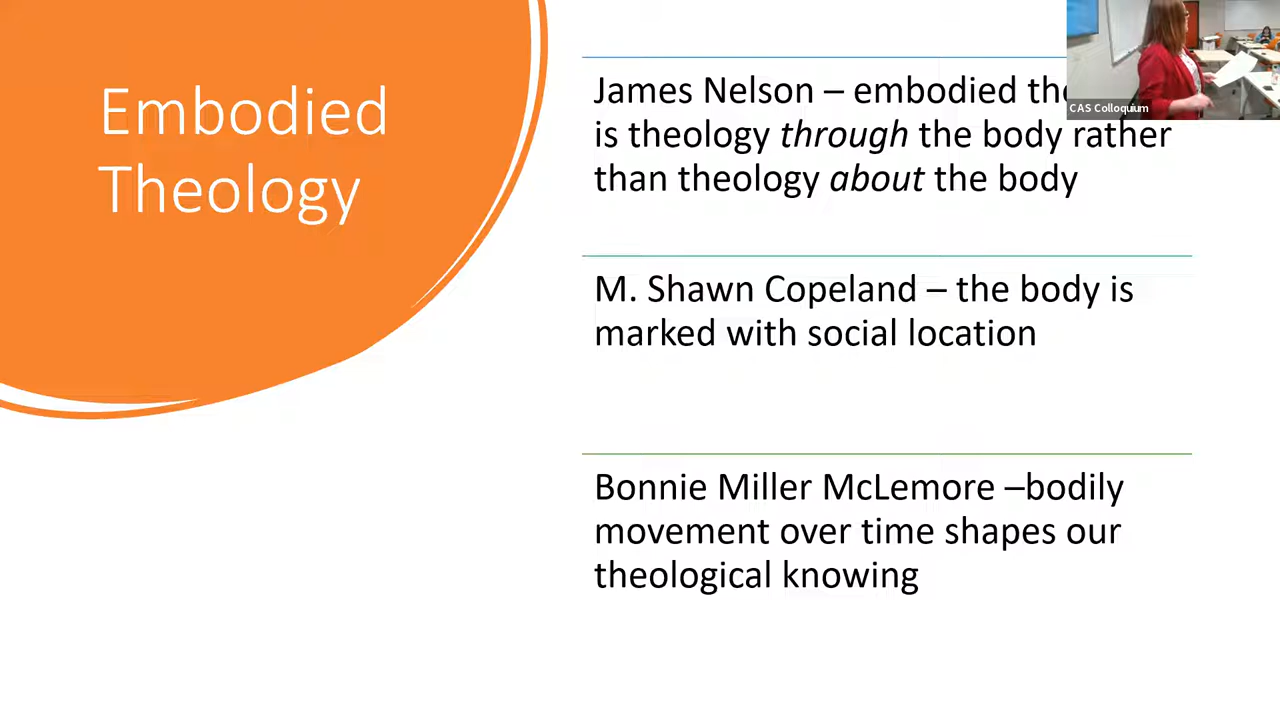 Embodied
Theology
James Nelson – embodied
is theology through the body rather
than theology about the body
M. Shawn Copeland – the body is
marked with social location
Bonnie Miller McLemore –bodily
movement over time shapes our
theological knowing
CAS Colloquium